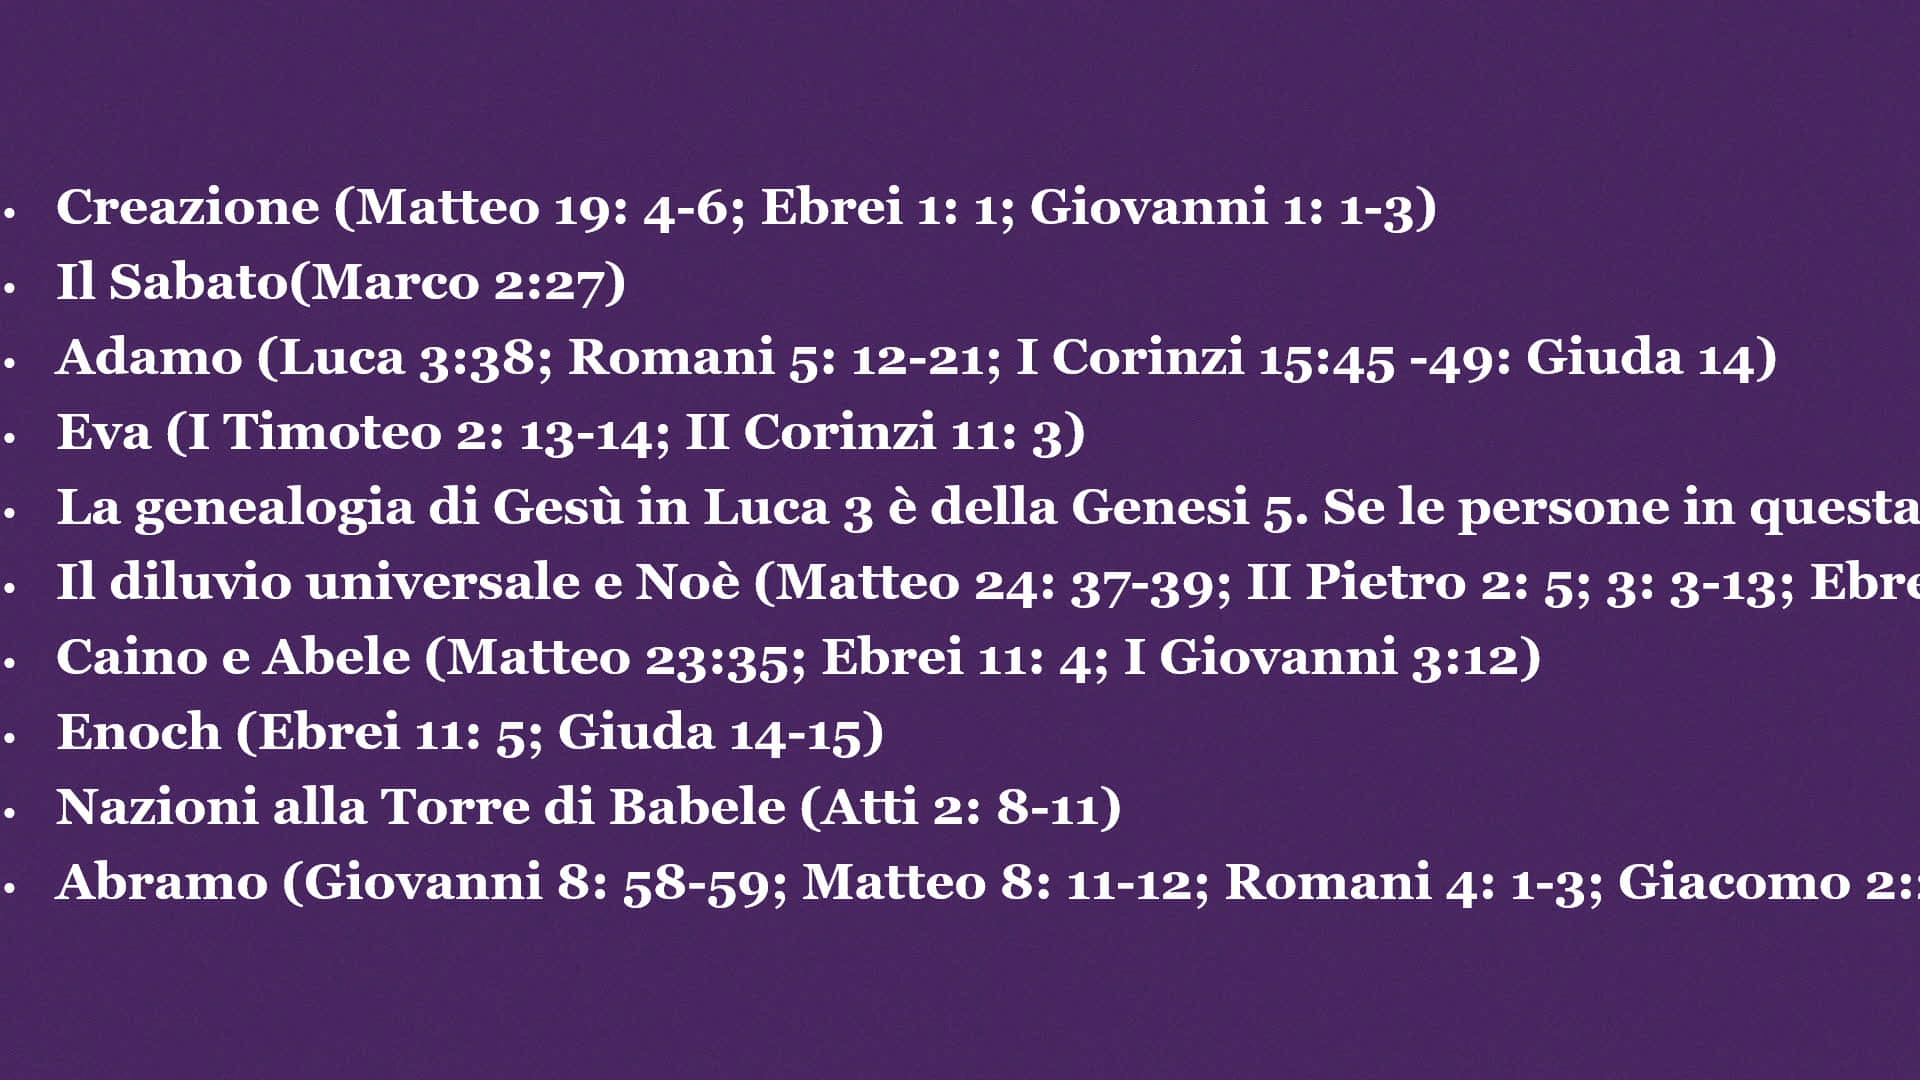 • Creazione (Matteo 19: 4-6; Ebrei 1: 1; Giovanni 1: 1-3)
• Il Sabato(Marco 2:27)
• Adamo (Luca 3:38; Romani 5: 12-21; I Corinzi 15:45 -49: Giuda 14)
• Eva (I Timoteo 2: 13-14; II Corinzi 11: 3)
• La genealogia di Gesù in Luca 3 è della Genesi 5. Se le persone in questa
• Il diluvio universale e Noè (Matteo 24: 37-39; II Pietro 2: 5; 3: 3-13;
• Caino e Abele (Matteo 23:35; Ebrei 11: 4; I Giovanni 3:12)
• Enoch (Ebrei 11: 5; Giuda 14-15)
• Nazioni alla Torre di Babele (Atti 2: 8-11)
• Abramo (Giovanni 8: 58-59; Matteo 8: 11-12; Romani 4: 1-3; Giacomo